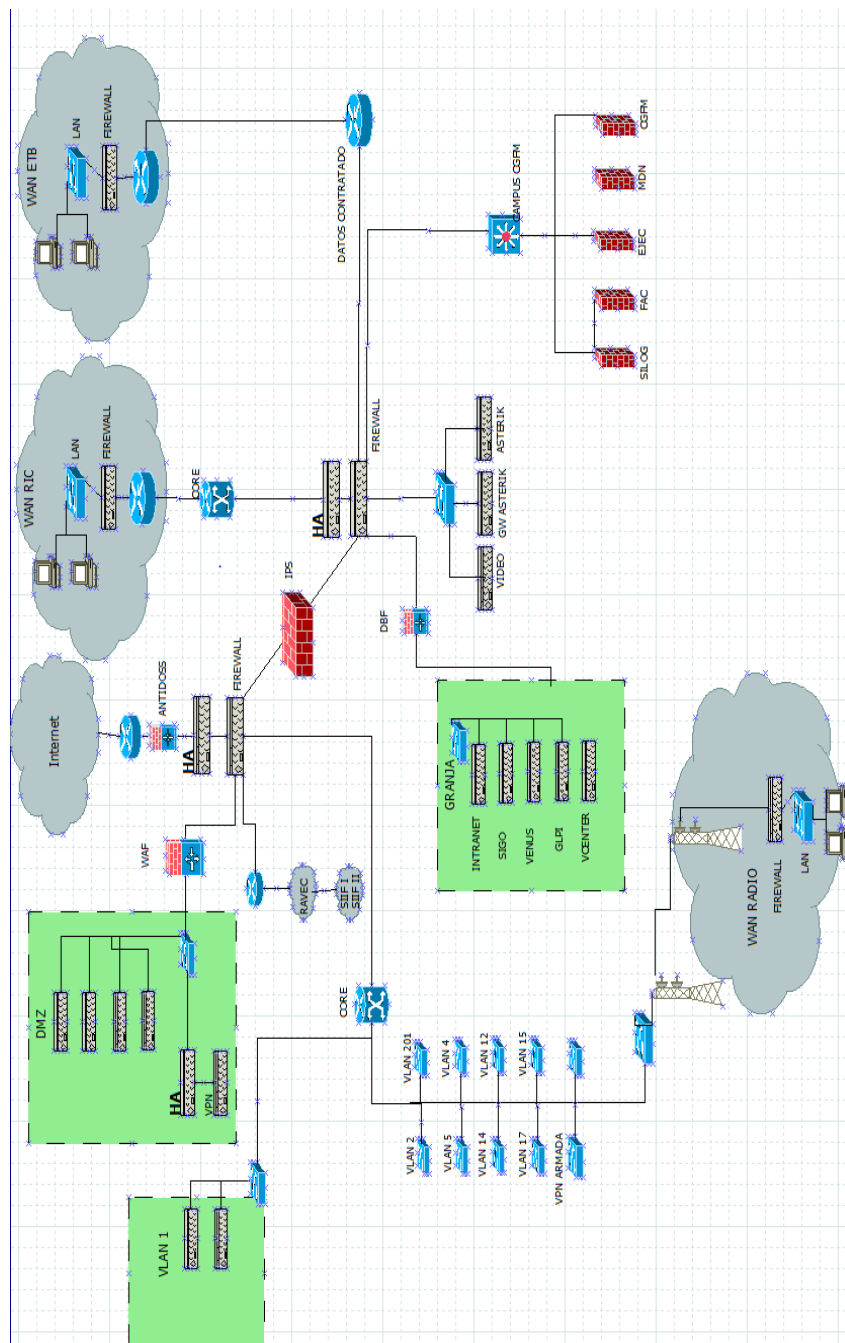 WAN ETB
LAN
FIREWALL
DATOS CONTRATADO
CAMPUS CGFM
CGFM
MDN
EJEC
FAC
SILOG
WAN RIC
LAN
FIREWALL
CORE
HA
FIREWALL
ASTERIK
GW ASTERIK
VIDEO
IPS
DBF
Internet
ANTIDOSS
HA
FIREWALL
WAF
RAVEC
SIIF I
SIIF II
GRANJA
INTRANET
SIGO
VENUS
GLPI
VCENTER
WAN RADIO
FIREWALL
LAN
DMZ
HA
VPN
CORE
VLAN 201
VLAN 4
VLAN 12
VLAN 15
VLAN 2
VLAN 5
VLAN 14
VLAN 17
VPN ARMADA
VLAN 1